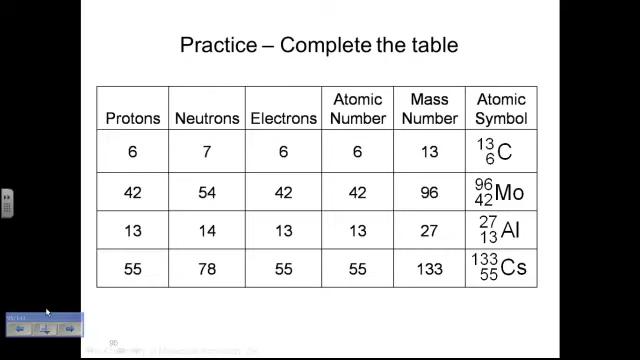 Practice – Complete the table
Protons Neutrons Electrons Atomic Number Mass Number Atomic Symbol
6 7 6 6 13 13 6 C
42 54 42 42 96 96 42 Mo
13 14 13 13 27 27 13 Al
55 78 55 55 133 133 55 Cs